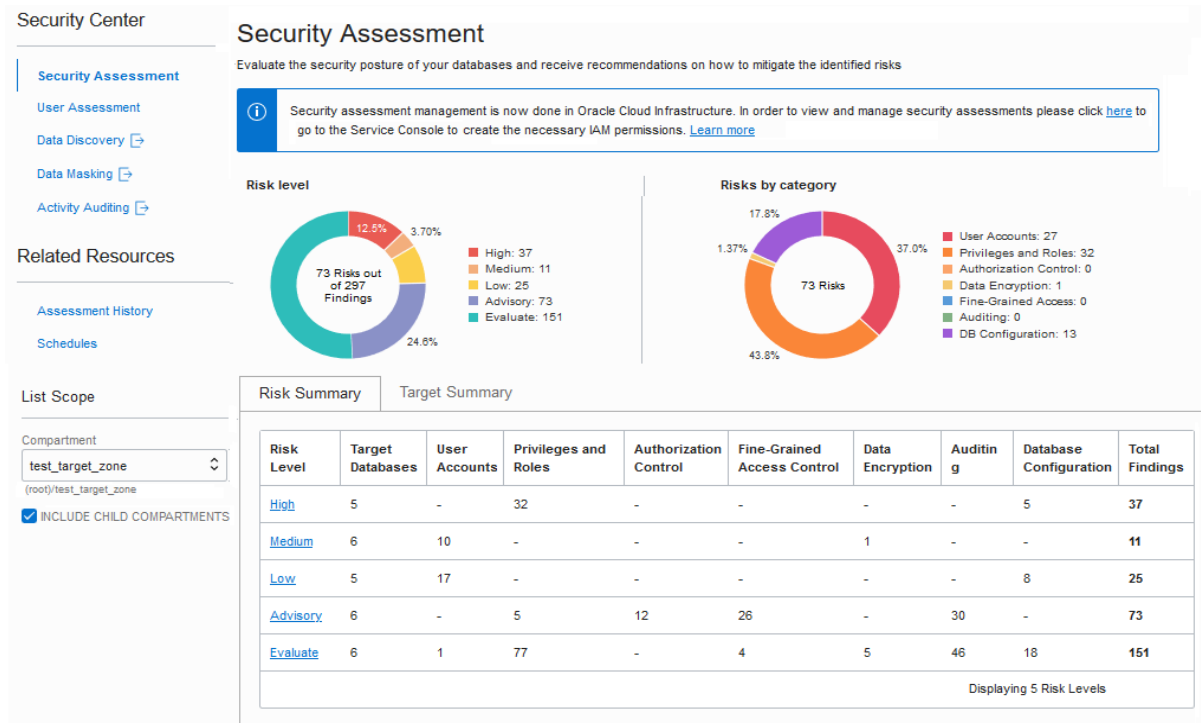 Security Center
Security Assessment
User Assessment
Data Discovery
Data Masking
Activity Auditing
Related Resources
Assessment History
Schedules
List Scope
Compartment
test_target_zone
(root)/test_target_zone
INCLUDE CHILD COMPARTMENTS
Security Assessment
Evaluate the security posture of your databases and receive recommendations on how to mitigate the identified risks
Security assessment management is now done in Oracle Cloud Infrastructure. In order to view and manage security assessments please click here to
go to the Service Console to create the necessary IAM permissions. Learn more
Risk level
12.5%
3.70%
24.6%
73 Risks out
of 297
Findings
High: 37
Medium: 11
Low: 25
Advisory: 73
Evaluate: 151
Risks by category
17.8%
1.37%
37.0%
43.8%
73 Risks
User Accounts: 27
Privileges and Roles: 32
Authorization Control: 0
Data Encryption: 1
Fine-Grained Access: 0
Auditing: 0
DB Configuration: 13
Risk Summary Target Summary
Risk Level Target Databases User Accounts Privileges and Roles Authorization Control Fine-Grained Access Control Data Encryption Auditin g Database Configuration Total Findings
High 5 - 32 - - - - 5 37
Medium 6 10 - - - 1 - - 11
Low 5 17 - - - - - 8 25
Advisory 6 - 5 12 26 - 30 - 73
Evaluate 6 1 77 - 4 5 46 18 151
Displaying 5 Risk Levels